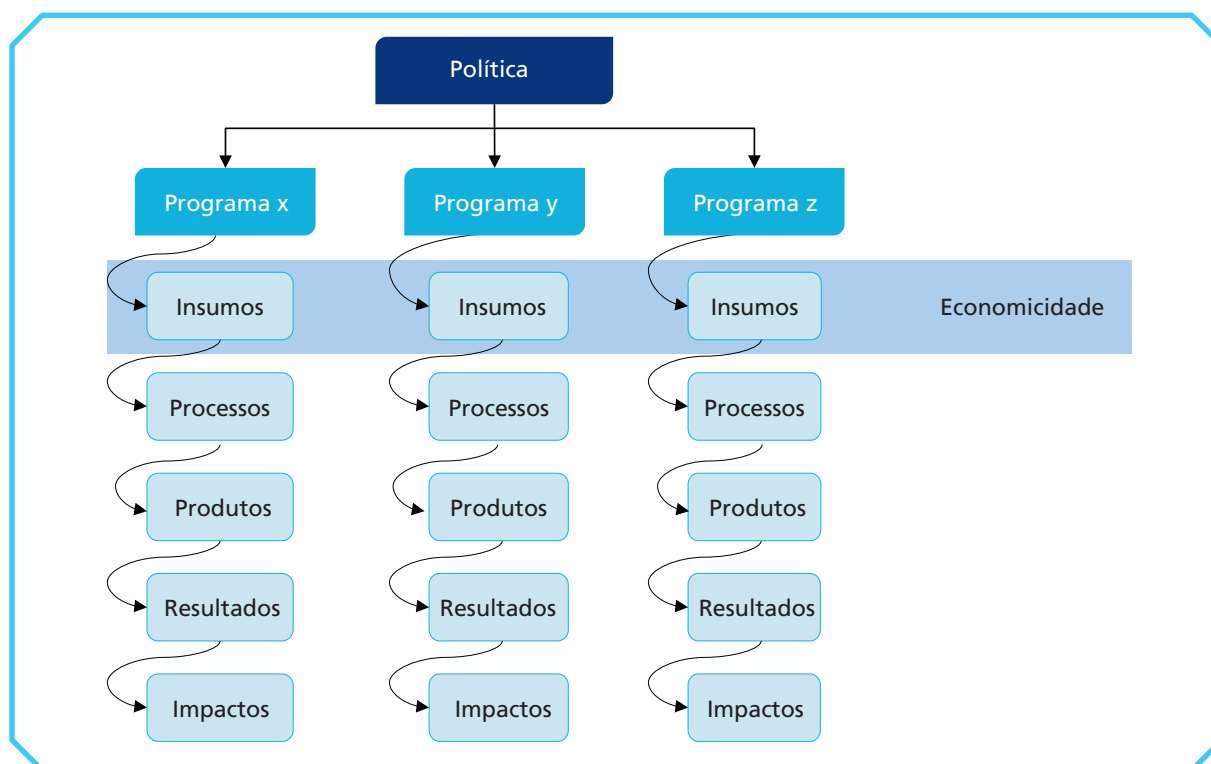 Política
Programa x
Programa y
Programa z
Insumos
Insumos
Insumos
Economicidade
Processos
Processos
Processos
Produtos
Produtos
Produtos
Resultados
Resultados
Resultados
Impactos
Impactos
Impactos